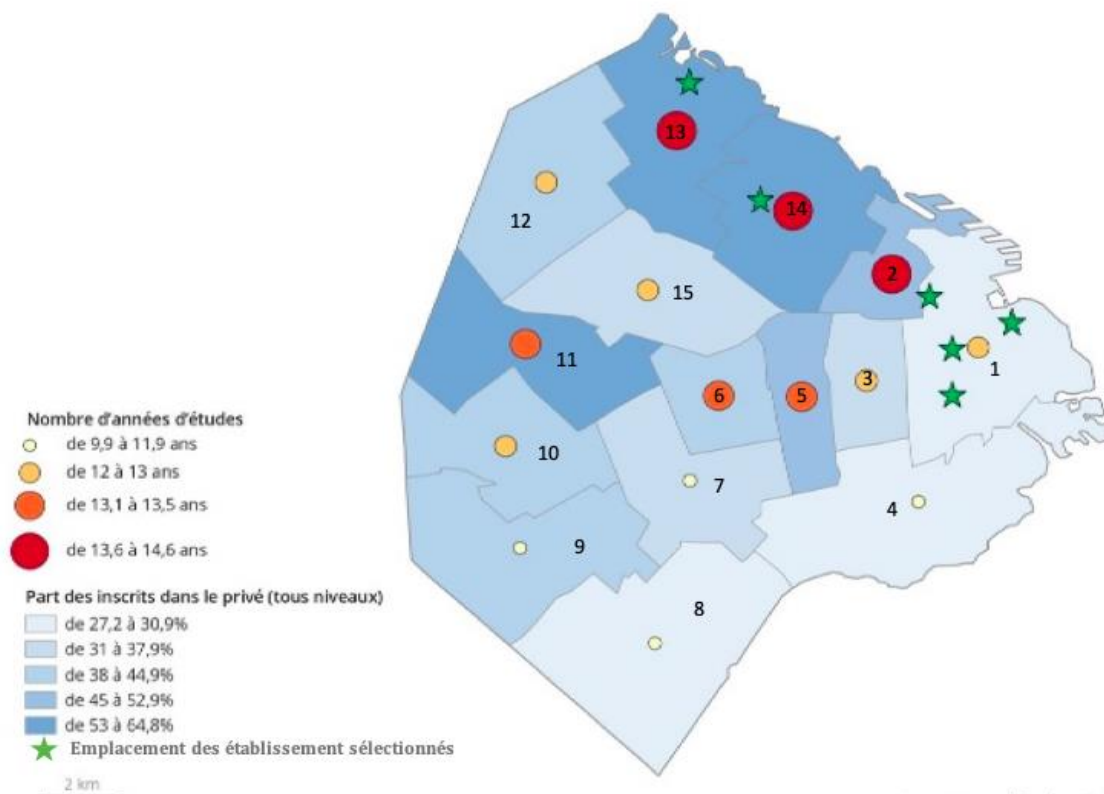 13
14
12
2
15
11
1
3
6
5
10
7
4
9
8
Nombre d'années d'études
de 9,9 à 11,9 ans
de 12 à 13 ans
de 13,1 à 13,5 ans
de 13,6 à 14,6 ans
Part des inscrits dans le privé (tous niveaux)
de 27,2 à 30,9%
de 31 à 37,9%
de 38 à 44,9%
de 45 à 52,9%
de 53 à 64,8%
Emplacement des établissement sélectionnés
2 km